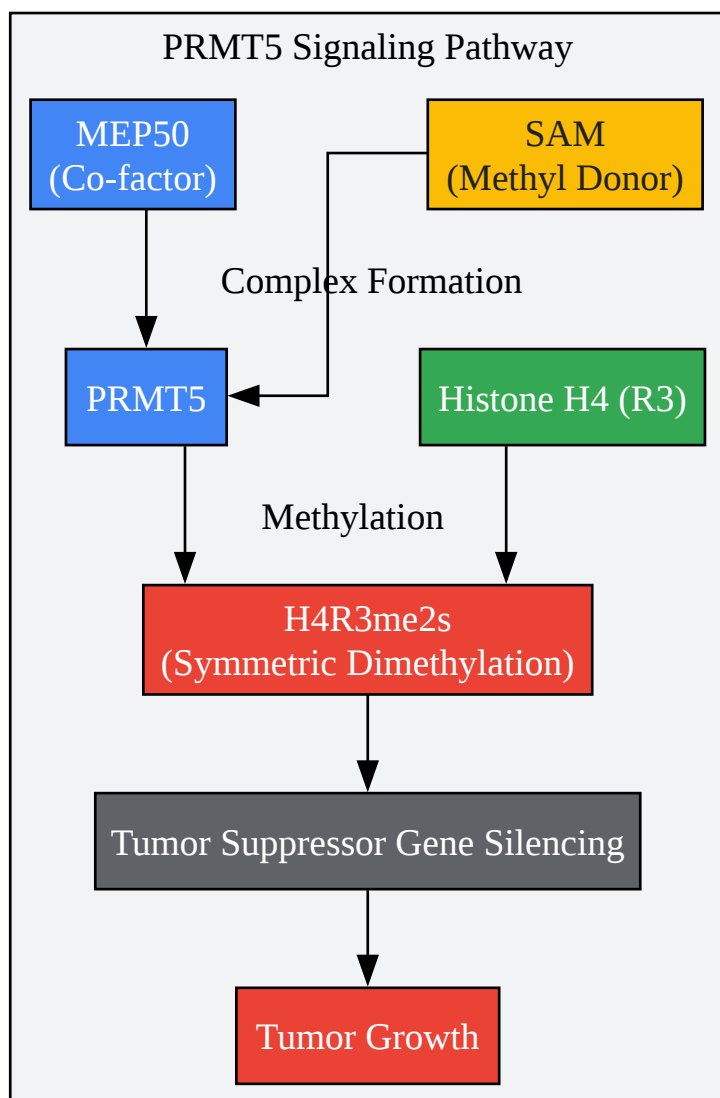 PRMT5 Signaling Pathway
MEP50
(Co-factor)
SAM
(Methyl Donor)
Complex Formation
PRMT5
Histone H4 (R3)
Methylation
H4R3me2s
(Symmetric Dimethylation)
Tumor Suppressor Gene Silencing
Tumor Growth